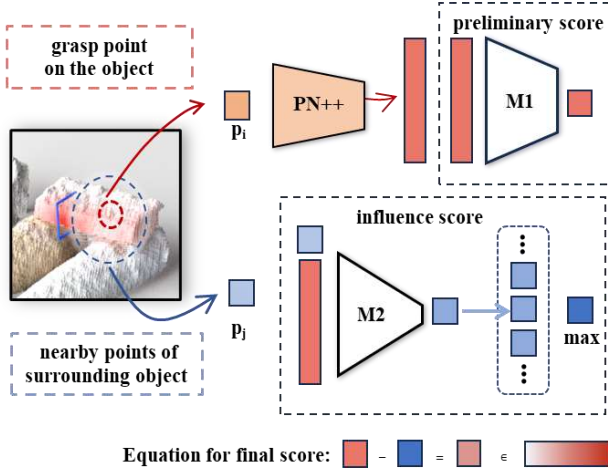 preliminary score
grasp point
on the object
p_i
PN++
M1
influence score
p_j
M2
max
nearby points of
surrounding object
Equation for final score: - = ∈